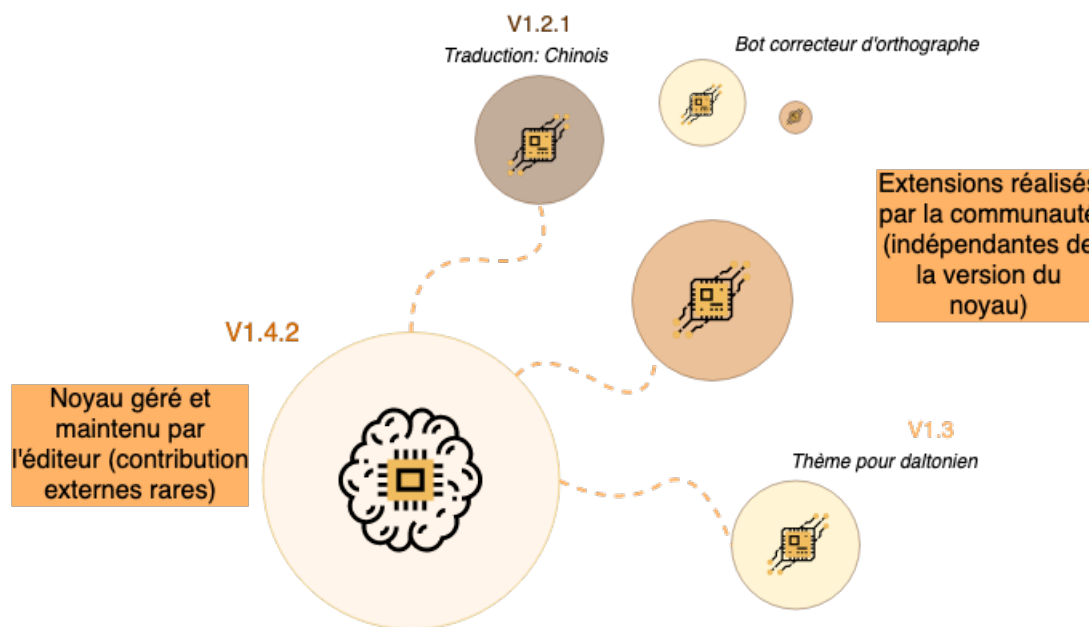 V1.2.1
Traduction: Chinois
Bot correcteur d'orthographe
Extensions réalisés
par la communauté
(indépendantes de
la version du
noyau)
V1.4.2
Noyau géré et
maintenu par
l'éditeur (contribution
externes rares)
V1.3
Thème pour daltonien